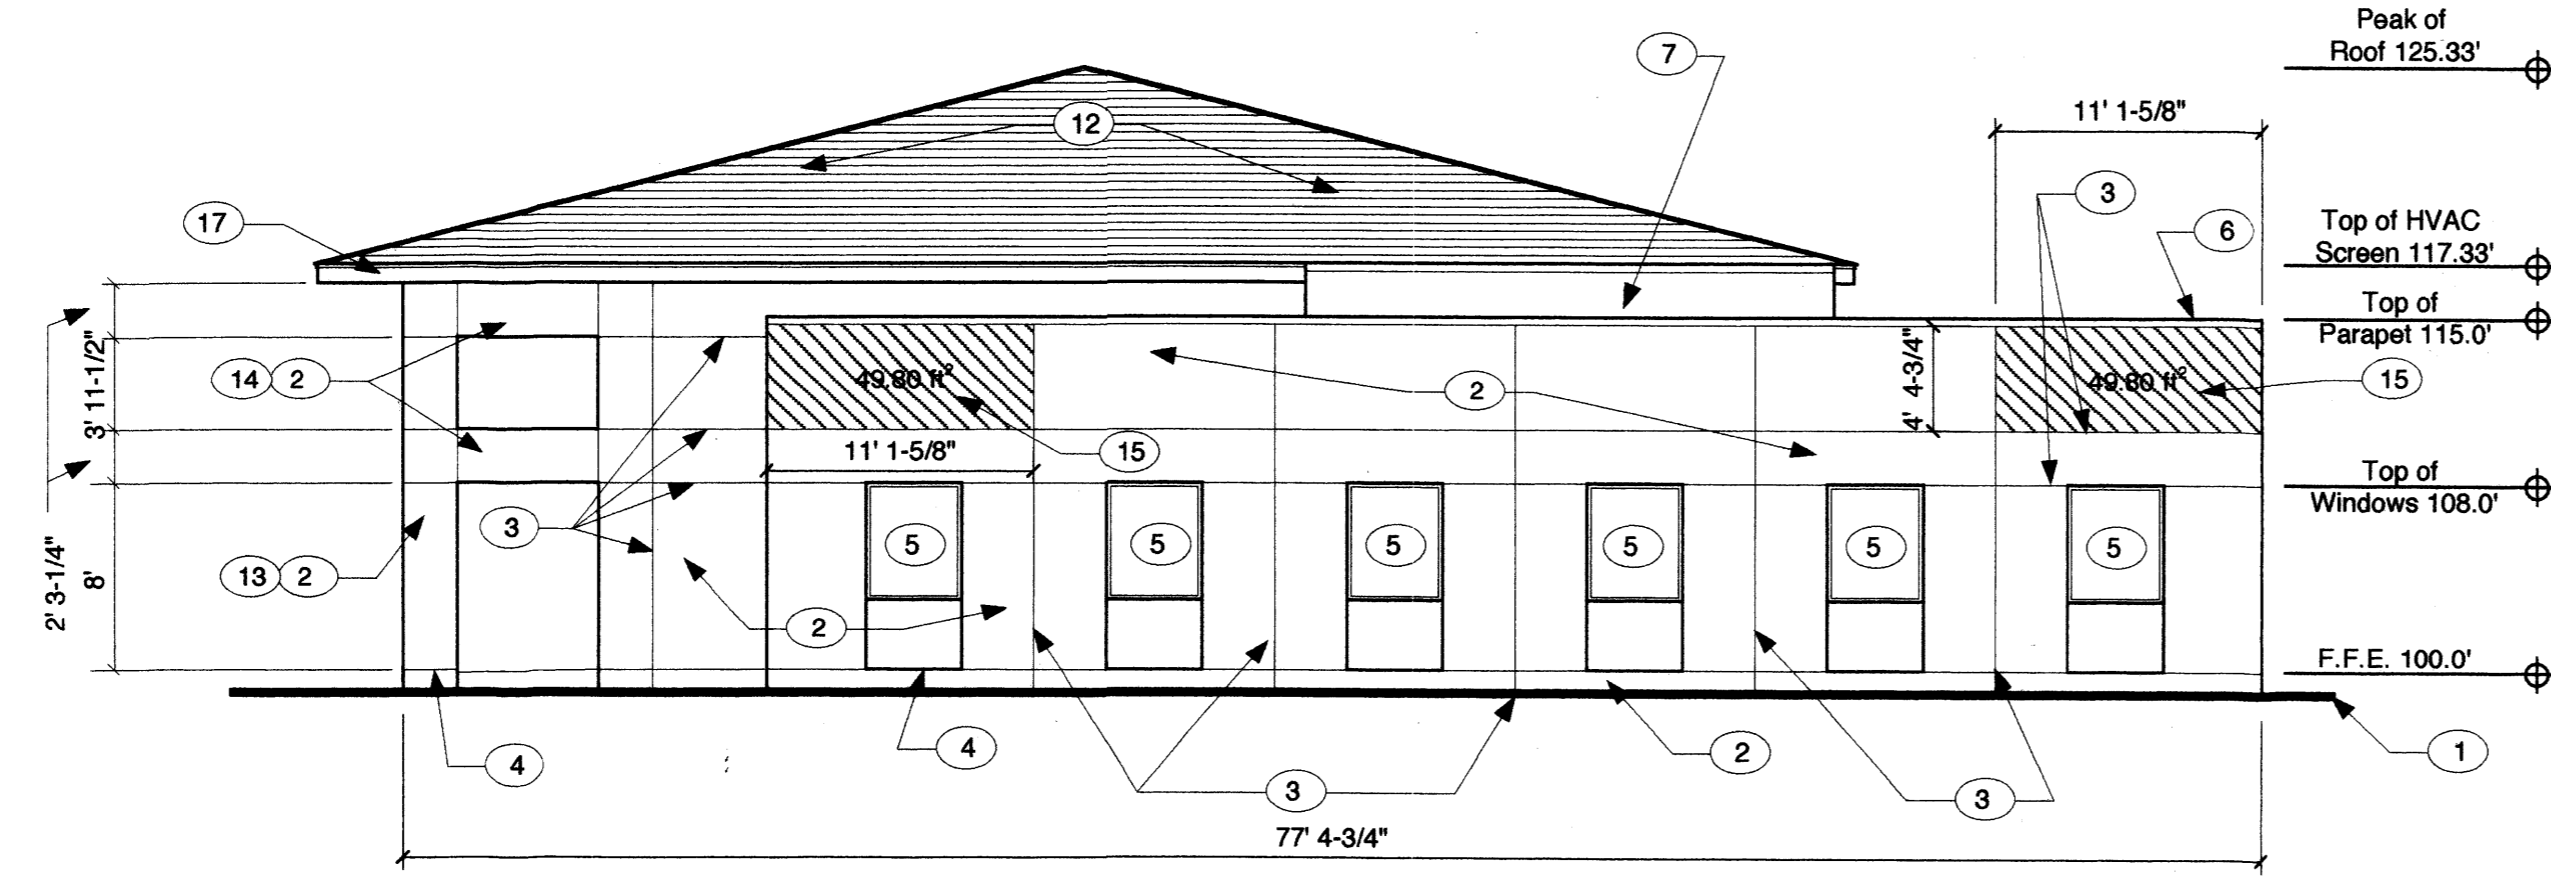 Peak of
Roof 125.33'
7
11' 1-5/8"
12
3
17
6
Top of HVAC
Screen 117.33'
Top of
Parapet 115.0'
3' 11-1/2"
14 2
49.80 ft²
2
4' 4-3/4"
49.80 ft²
15
11' 1-5/8"
15
Top of
Windows 108.0'
3
5
5
5
5
5
5
2' 3-1/4"
8'
13 2
2
F.F.E. 100.0'
4
4
3
2
3
1
77' 4-3/4"